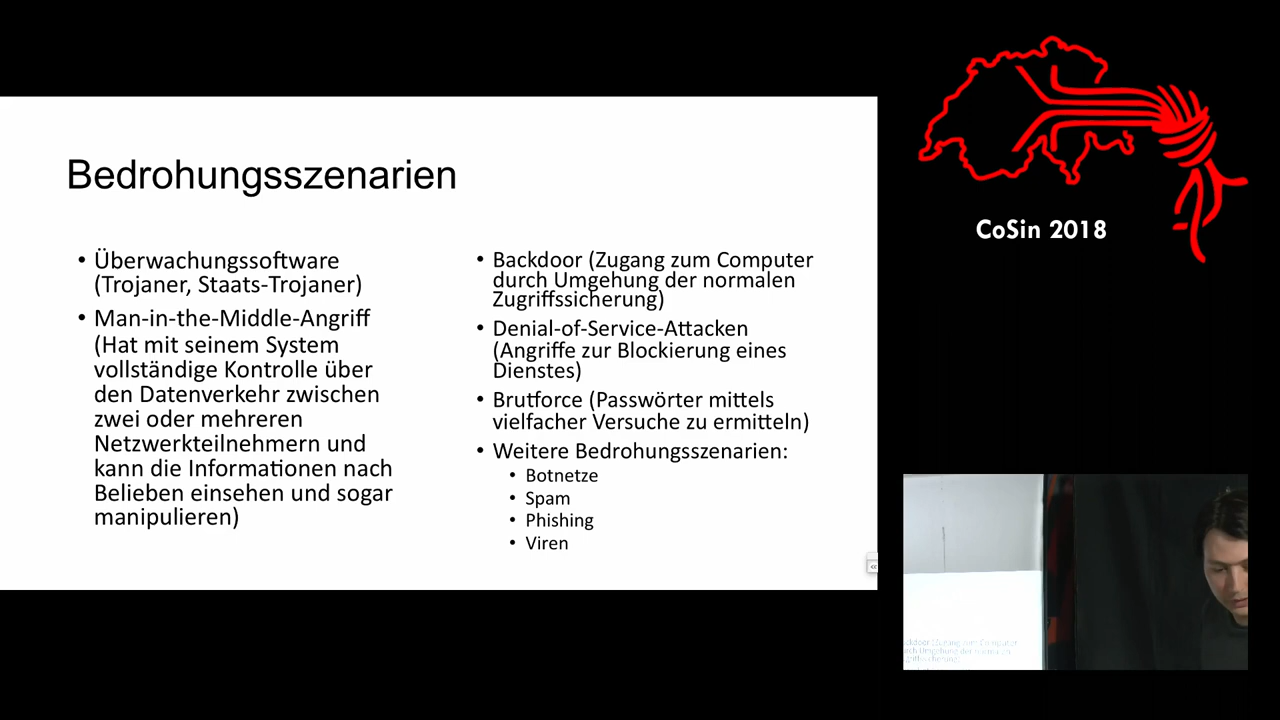 Bedrohungsszenarien
• Überwachungssoftware
(Trojaner, Staats-Trojaner)
• Man-in-the-Middle-Angriff
(Hat mit seinem System
vollständige Kontrolle über
den Datenverkehr zwischen
zwei oder mehreren
Netzwerkteilnehmern und
kann die Informationen nach
Belieben einsehen und sogar
manipulieren)
• Backdoor (Zugang zum Computer
durch Umgehung der normalen
Zugriffssicherung)
• Denial-of-Service-Attacken
(Angriffe zur Blockierung eines
Dienstes)
• Brutforce (Passwörter mittels
vielfacher Versuche zu ermitteln)
• Weitere Bedrohungsszenarien:
• Botnetze
• Spam
• Phishing
• Viren
CoSin 2018